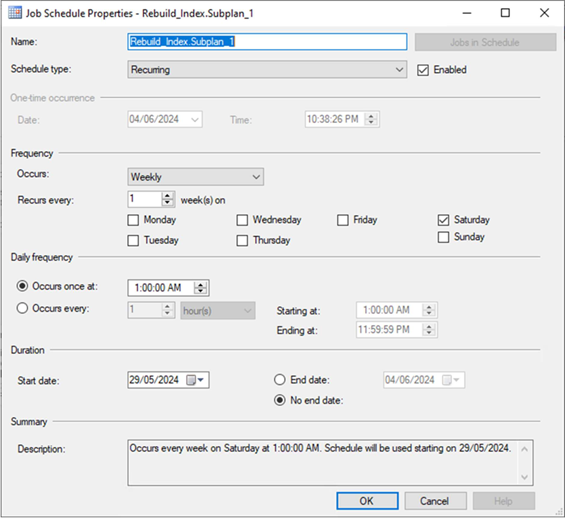 Job Schedule Properties - Rebuild_Index.Subplan_1
Name: Rebuild_Index.Subplan_1 Jobs in Schedule
Schedule type: Recurring Enabled
One-time occurrence
Date: 04/06/2024 Time: 10:38:26 PM
Frequency
Occurs: Weekly
Recurs every: 1 week(s) on
Monday Wednesday Friday Saturday
Tuesday Thursday Sunday
Daily frequency
Occurs once at: 1:00:00 AM
Occurs every: 1 hour(s) Starting at: 1:00:00 AM
Ending at: 11:59:59 PM
Duration
Start date: 29/05/2024 End date: 04/06/2024
No end date:
Summary
Description: Occurs every week on Saturday at 1:00:00 AM. Schedule will be used starting on 29/05/2024.
OK Cancel Help